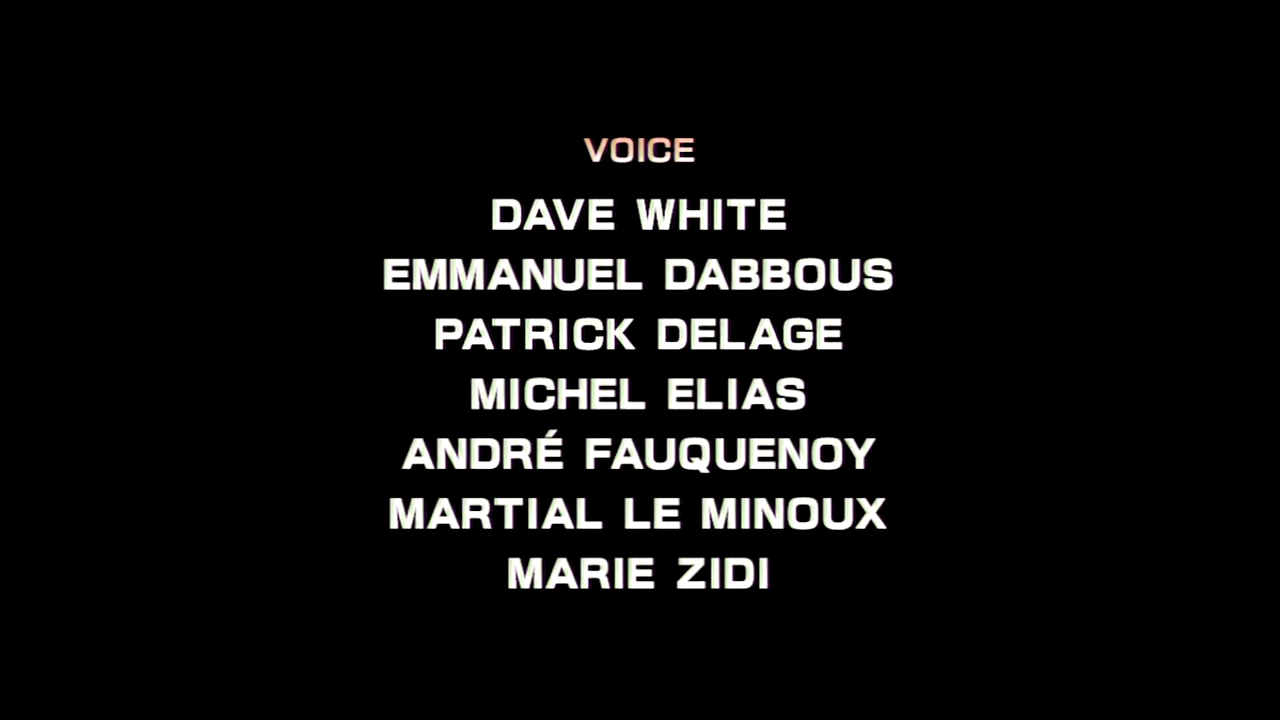 VOICE
DAVE WHITE
EMMANUEL DABBOUS
PATRICK DELAGE
MICHEL ELIAS
ANDRÉ FAUQUENOY
MARTIAL LE MINOUX
MARIE ZIDI